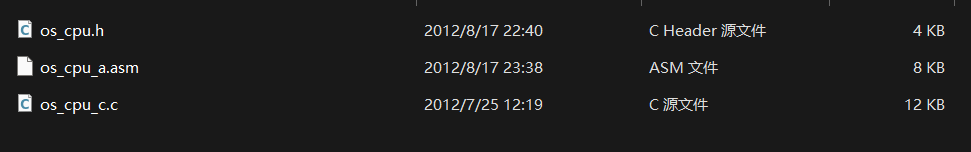 os_cpu.h 2012/8/17 22:40 C Header 源文件 4 KB
os_cpu_a.asm 2012/8/17 23:38 ASM 文件 8 KB
os_cpu_c.c 2012/7/25 12:19 C 源文件 12 KB